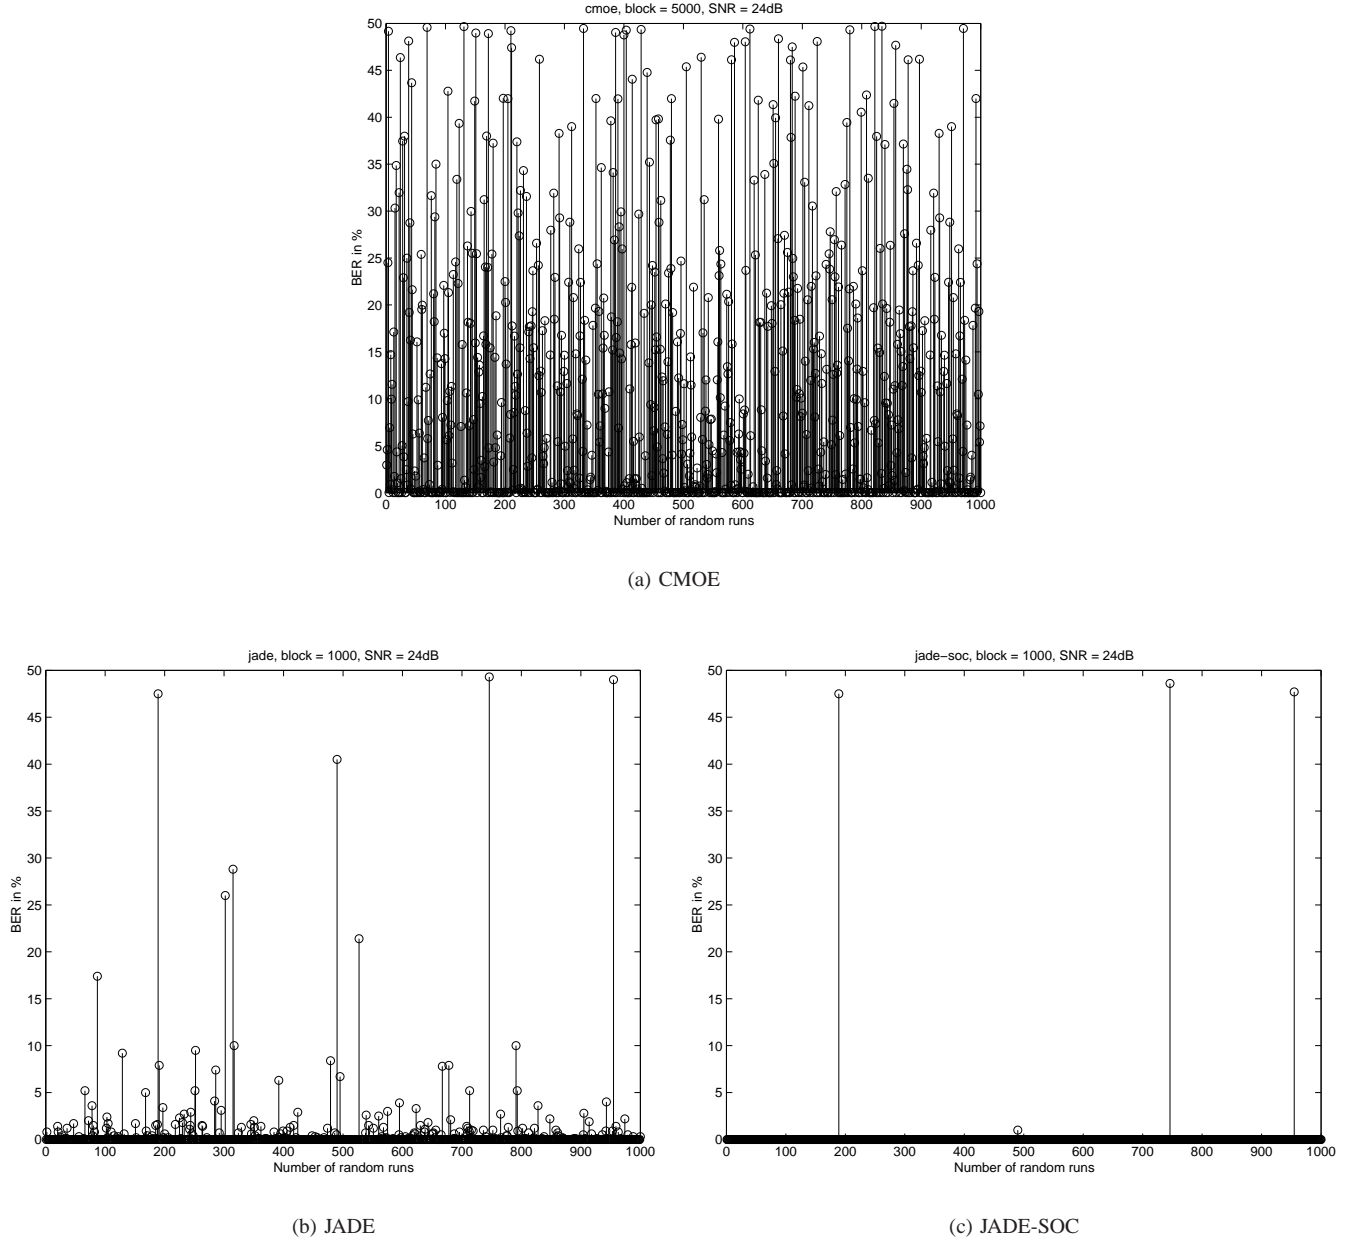 cmoe, block = 5000, SNR = 24dB
50
45
40
35
30
25
20
15
10
5
0
BER in %
0 100 200 300 400 500 600 700 800 900 1000
Number of random runs
(a) CMOE
jade, block = 1000, SNR = 24dB
50
45
40
35
30
25
20
15
10
5
0
BER in %
0 100 200 300 400 500 600 700 800 900 1000
Number of random runs
(b) JADE
jade−soc, block = 1000, SNR = 24dB
50
45
40
35
30
25
20
15
10
5
0
BER in %
0 100 200 300 400 500 600 700 800 900 1000
Number of random runs
(c) JADE-SOC